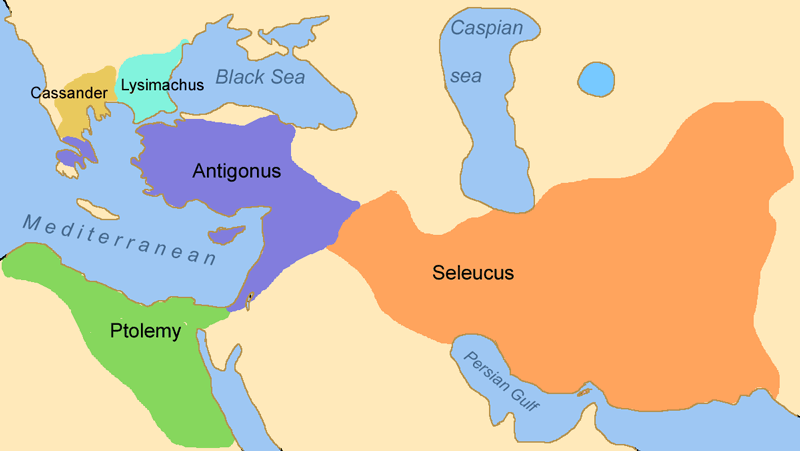 Caspian
sea
Black Sea
Lysimachus
Cassander
Antigonus
Mediterranean
Seleucus
Ptolemy
Persian Gulf